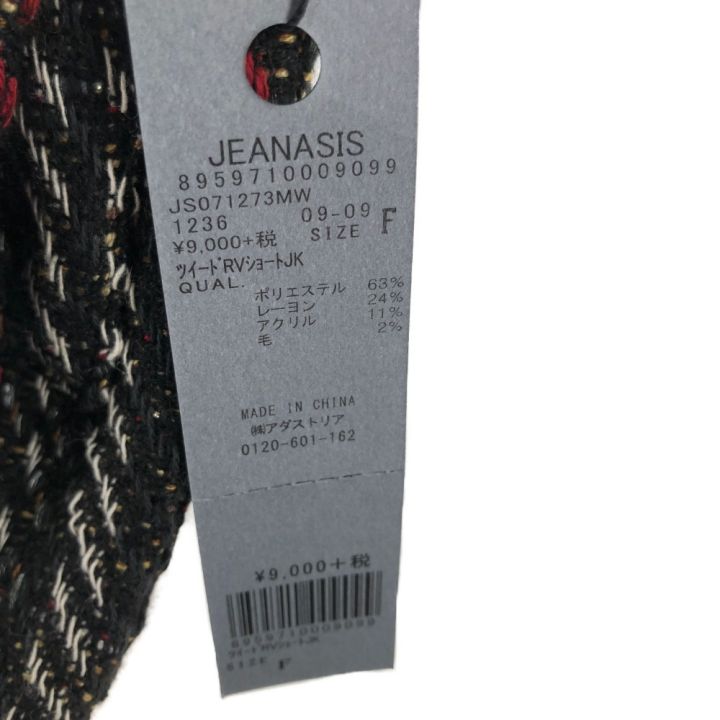 JEANASIS
8959710009099
JS071273MW
1236 09-09 F
¥9,000+税 SIZE
ツイードRVショートJK
QUAL.
ポリエステル 63%
レーヨン 24%
アクリル 11%
毛 2%
MADE IN CHINA
㈱アダストリア
0120-601-162
¥9,000+税
8959710009099
ツイードRVショートJK
SIZE F